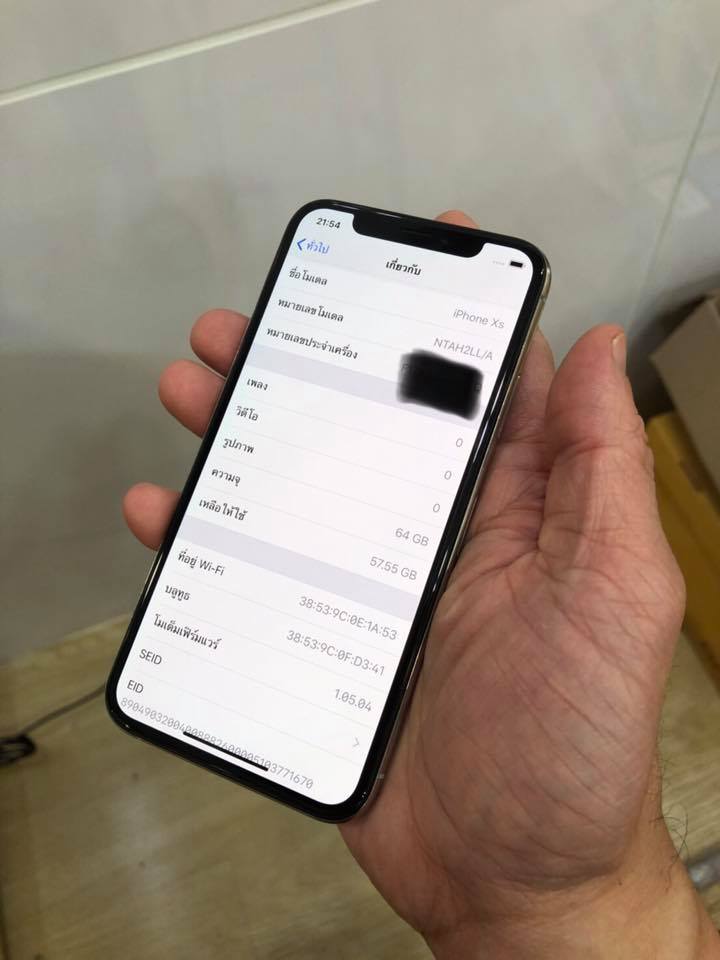 21:54
ทั่วไป
เกี่ยวกับ
ชื่อโมเดล iPhone Xs
หมายเลขโมเดล NTAH2LL/A
หมายเลขประจำเครื่อง
เพลง 0
วิดีโอ 0
รูปภาพ 0
ความจุ 64 GB
เหลือให้ใช้ 57.55 GB
ที่อยู่ Wi-Fi 38:53:9C:0E:1A:53
บลูทูธ 38:53:9C:0F:D3:41
โมเด็มเฟิร์มแวร์ 1.05.04
SEID
EID